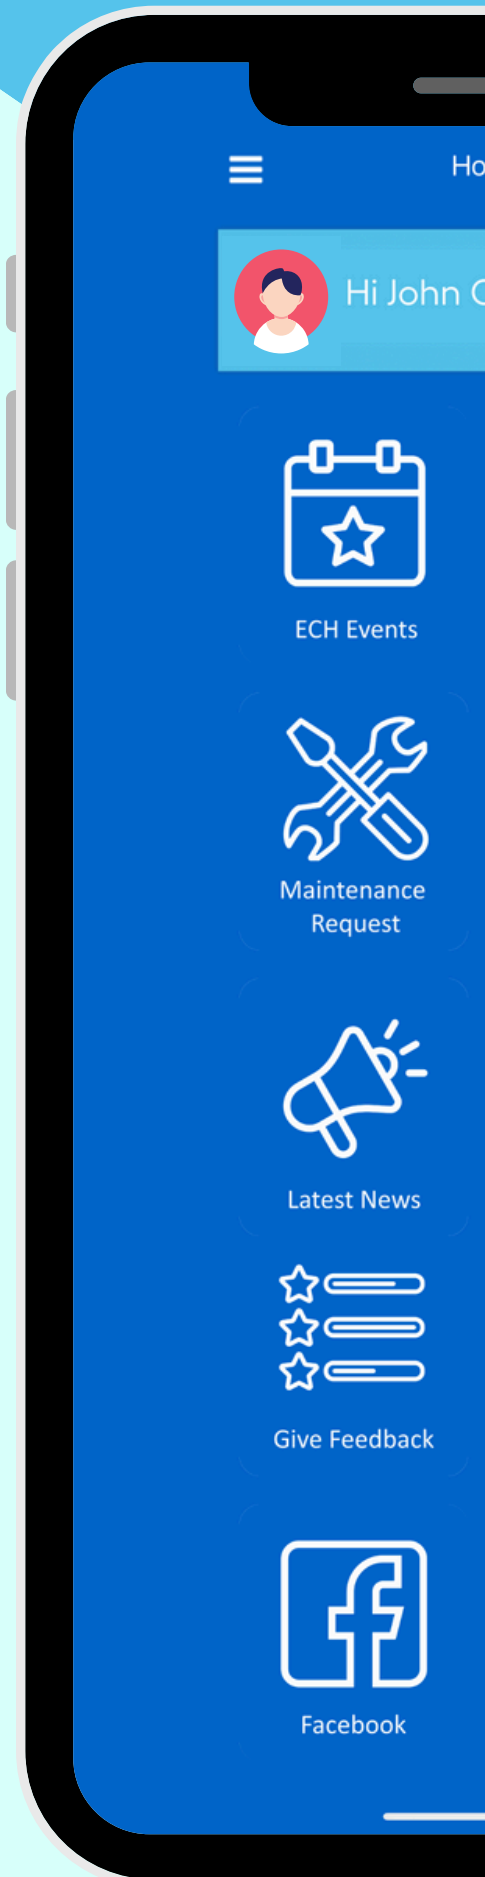 Ho
Hi John
ECH Events
Maintenance
Request
Latest News
Give Feedback
Facebook